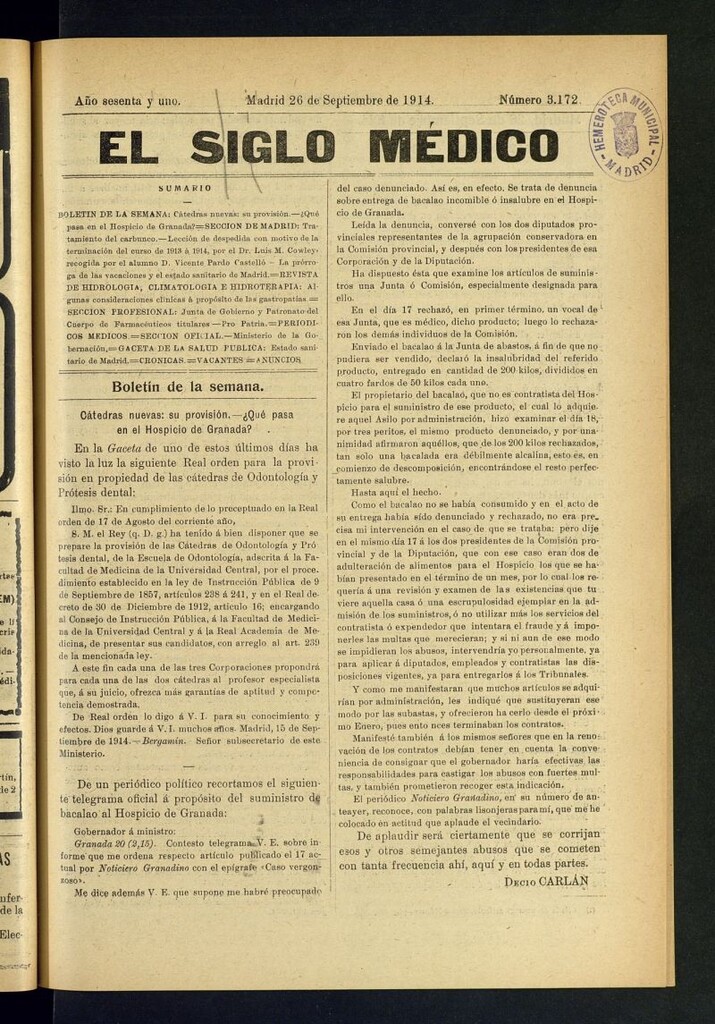 Año sesenta y uno. Madrid 26 de Septiembre de 1914. Número 3.172
HEMEROTECA MUNICIPAL
MADRID
EL SIGLO MÉDICO
SUMARIO
BOLETIN DE LA SEMANA: Cátedras nuevas: su provisión.—¿Qué
pasa en el Hospicio de Granada?=SECCION DE MADRID: Tra-
tamiento del carbunco.—Lección de despedida con motivo de la
terminación del curso de 1913 á 1914, por el Dr. Luis M. Cowley-
recogida por el alumno D. Vicente Pardo Castelló - La prórro-
ga de las vacaciones y el estado sanitario de Madrid.=REVISTA
DE HIDROLOGIA, CLIMATOLOGIA E HIDROTERAPIA: Al-
gunas consideraciones clínicas á propósito de las gastropatías.=
SECCION PROFESIONAL: Junta de Gobierno y Patronato del
Cuerpo de Farmacéuticos titulares—Pro Patria.=PERIODI-
COS MEDICOS.=SECCION OFICIAL.—Ministerio de la Go-
bernación.=GACETA DE LA SALUD PUBLICA: Estado sani-
tario de Madrid.=CRONICAS.=VACANTES=ANUNCIOS
Boletín de la semana.
Cátedras nuevas: su provisión.—¿Qué pasa
en el Hospicio de Granada?
En la Gaceta de uno de estos últimos días ha
visto la luz la siguiente Real orden para la provi-
sión en propiedad de las cátedras de Odontología y
Prótesis dental:
Ilmo. Sr.: En cumplimiento de lo preceptuado en la Real
orden de 17 de Agosto del corriente año,
S. M. el Rey (q. D. g.) ha tenido á bien disponer que se
prepare la provisión de las Cátedras de Odontología y Pró-
tesis dental, de la Escuela de Odontología, adscrita á la Fa-
cultad de Medicina de la Universidad Central, por el proce.
dimiento establecido en la ley de Instrucción Pública de 9
de Septiembre de 1857, artículos 238 á 241, y en el Real de-
creto de 30 de Diciembre de 1912, articulo 16; encargando
al Consejo de Instrucción Pública, á la Facultad de Medici-
na de la Universidad Central y á la Real Academia de Me-
dicina, de presentar sus candidatos, con arreglo al art. 239
de la mencionada ley.
A este fin cada una de las tres Corporaciones propondrá
para cada una de las dos cátedras al profesor especialista
que, á su juicio, ofrezca más garantías de aptitud y compe-
tencia demostrada.
De Real orden lo digo á V. I. para su conocimiento y
efectos. Dios guarde á V. I. muchos años. Madrid, 15 de Sep-
tiembre de 1914.—Bergamín. Señor subsecretario de este
Ministerio.
De un periódico político recortamos el siguien-
te telegrama oficial á propósito del suministro de
bacalao al Hospicio de Granada:
Gobernador á ministro:
Granada 20 (2,15). Contesto telegrama V. E. sobre in-
forme que me ordena respecto artículo publicado el 17 ac-
tual por Noticiero Granadino con el epígrafe «Caso vergon-
zoso».
Me dice además V. E. que supone me habré preocupado
del caso denunciado. Así es, en efecto. Se trata de denuncia
sobre entrega de bacalao incomible ó insalubre en el Hospi-
cio de Granada.
Leída la denuncia, conversé con los dos diputados pro-
vinciales representantes de la agrupación conservadora en
la Comisión provincial, y después con los presidentes de esa
Corporación y de la Diputación.
Ha dispuesto ésta que examine los artículos de suminis-
tros una Junta ó Comisión, especialmente designada para
ello.
En el día 17 rechazó, en primer término, un vocal de
esa Junta, que es médico, dicho producto; luego lo rechaza-
ron los demás individuos de la Comisión.
Enviado el bacalao á la Junta de abastos, á fin de que no
pudiera ser vendido, declaró la insalubridad del referido
producto, entregado en cantidad de 200 kilos, divididos en
cuatro fardos de 50 kilos cada uno.
El propietario del bacalao, que no es contratista del Hos-
picio para el suministro de ese producto, el cual lo adquie-
re aquel Asilo por administración, hizo examinar el día 18,
por tres peritos, el mismo producto denunciado, y por una-
nimidad afirmaron aquéllos, que de los 200 kilos rechazados,
tan solo una bacalada era débilmente alcalina, esto es, en
comienzo de descomposición, encontrándose el resto perfec-
tamente salubre.
Hasta aquí el hecho.
Como el bacalao no se había consumido y en el acto de
su entrega había sido denunciado y rechazado, no era pre-
cisa mi intervención en el caso de que se trataba: pero dije
en el mismo día 17 á los dos presidentes de la Comisión pro-
vincial y de la Diputación, que con ese caso eran dos de
adulteración de alimentos para el Hospicio los que se ha-
bían presentado en el término de un mes, por lo cual los re-
quería á una revisión y examen de las existencias que tu
viere aquella casa ó una escrupulosidad ejemplar en la ad-
misión de los suministros, ó no utilizar más los servicios del
contratista ó expendedor que intentara el fraude y á impo-
nerles las multas que merecieran; y si ni aun de ese modo
se impidieran los abusos, intervendría yo personalmente, ya
para aplicar á diputados, empleados y contratistas las dis-
posiciones vigentes, ya para entregarlos á los Tribunales.
Y como me manifestaran que muchos artículos se adqui-
rían por administración, les indiqué que sustituyeran ese
modo por las subastas, y ofrecieron ha cerlo desde el próxi-
mo Enero, pues ento nces terminaban los contratos.
Manifesté también á los mismos señores que en la reno-
vación de los contratos debían tener en cuenta la conve-
niencia de consignar que el gobernador haría efectivas las
responsabilidades para castigar los abusos con fuertes mul-
tas, y también prometieron recoger esta indicación.
El periódico Noticiero Granadino, en su número de an-
teayer, reconoce, con palabras lisonjeras para mí, que me he
colocado en actitud que aplaude el vecindario.
De aplaudir será ciertamente que se corrijan
esos y otros semejantes abusos que se cometen
con tanta frecuencia ahí, aquí y en todas partes.
Decio CARLÁN